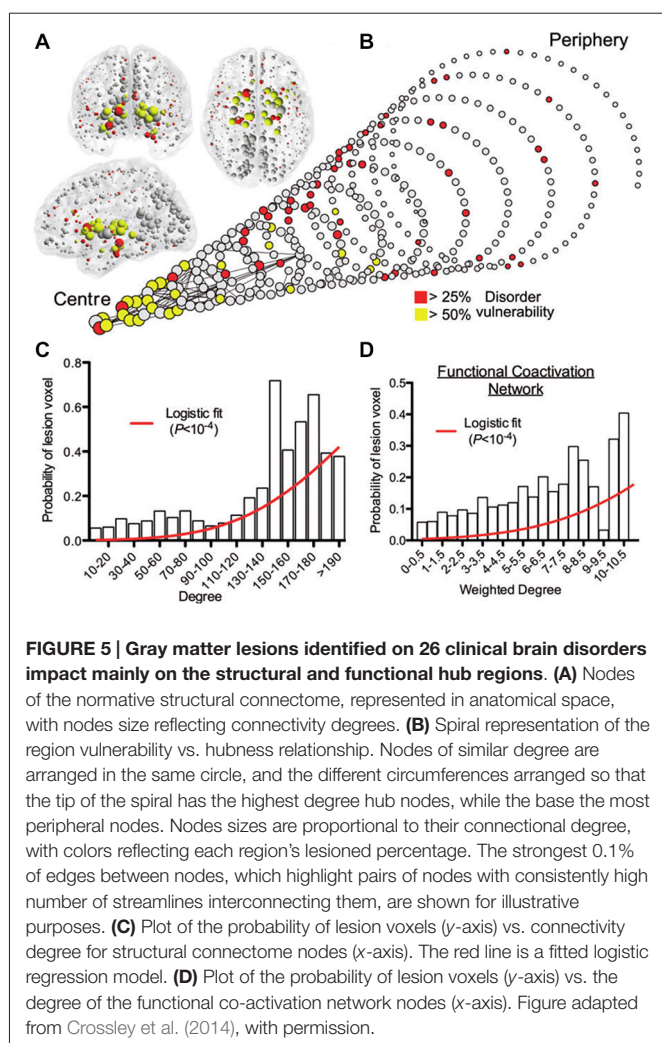 A
B
Periphery
Centre
> 25% Disorder
> 50% vulnerability
C
Probability of lesion voxel
0.8
0.6
0.4
0.2
0.0
Logistic fit
(P<10-4)
10-20
30-40
50-60
70-80
90-100
110-120
130-140
150-160
170-180
>190
Degree
D
Functional Coactivation
Network
Probability of lesion voxel
0.5
0.4
0.3
0.2
0.1
0.0
Logistic fit
(P<10-4)
0-0.5
1-1.5
2-2.5
3-3.5
4-4.5
5-5.5
6-6.5
7-7.5
8-8.5
9-9.5
10-10.5
Weighted Degree
FIGURE 5 | Gray matter lesions identified on 26 clinical brain disorders
impact mainly on the structural and functional hub regions. (A) Nodes
of the normative structural connectome, represented in anatomical space,
with nodes size reflecting connectivity degrees. (B) Spiral representation of the
region vulnerability vs. hubness relationship. Nodes of similar degree are
arranged in the same circle, and the different circumferences arranged so that
the tip of the spiral has the highest degree hub nodes, while the base the most
peripheral nodes. Nodes sizes are proportional to their connectional degree,
with colors reflecting each region's lesioned percentage. The strongest 0.1%
of edges between nodes, which highlight pairs of nodes with consistently high
number of streamlines interconnecting them, are shown for illustrative
purposes. (C) Plot of the probability of lesion voxels (y-axis) vs. connectivity
degree for structural connectome nodes (x-axis). The red line is a fitted logistic
regression model. (D) Plot of the probability of lesion voxels (y-axis) vs. the
degree of the functional co-activation network nodes (x-axis). Figure adapted
from Crossley et al. (2014), with permission.